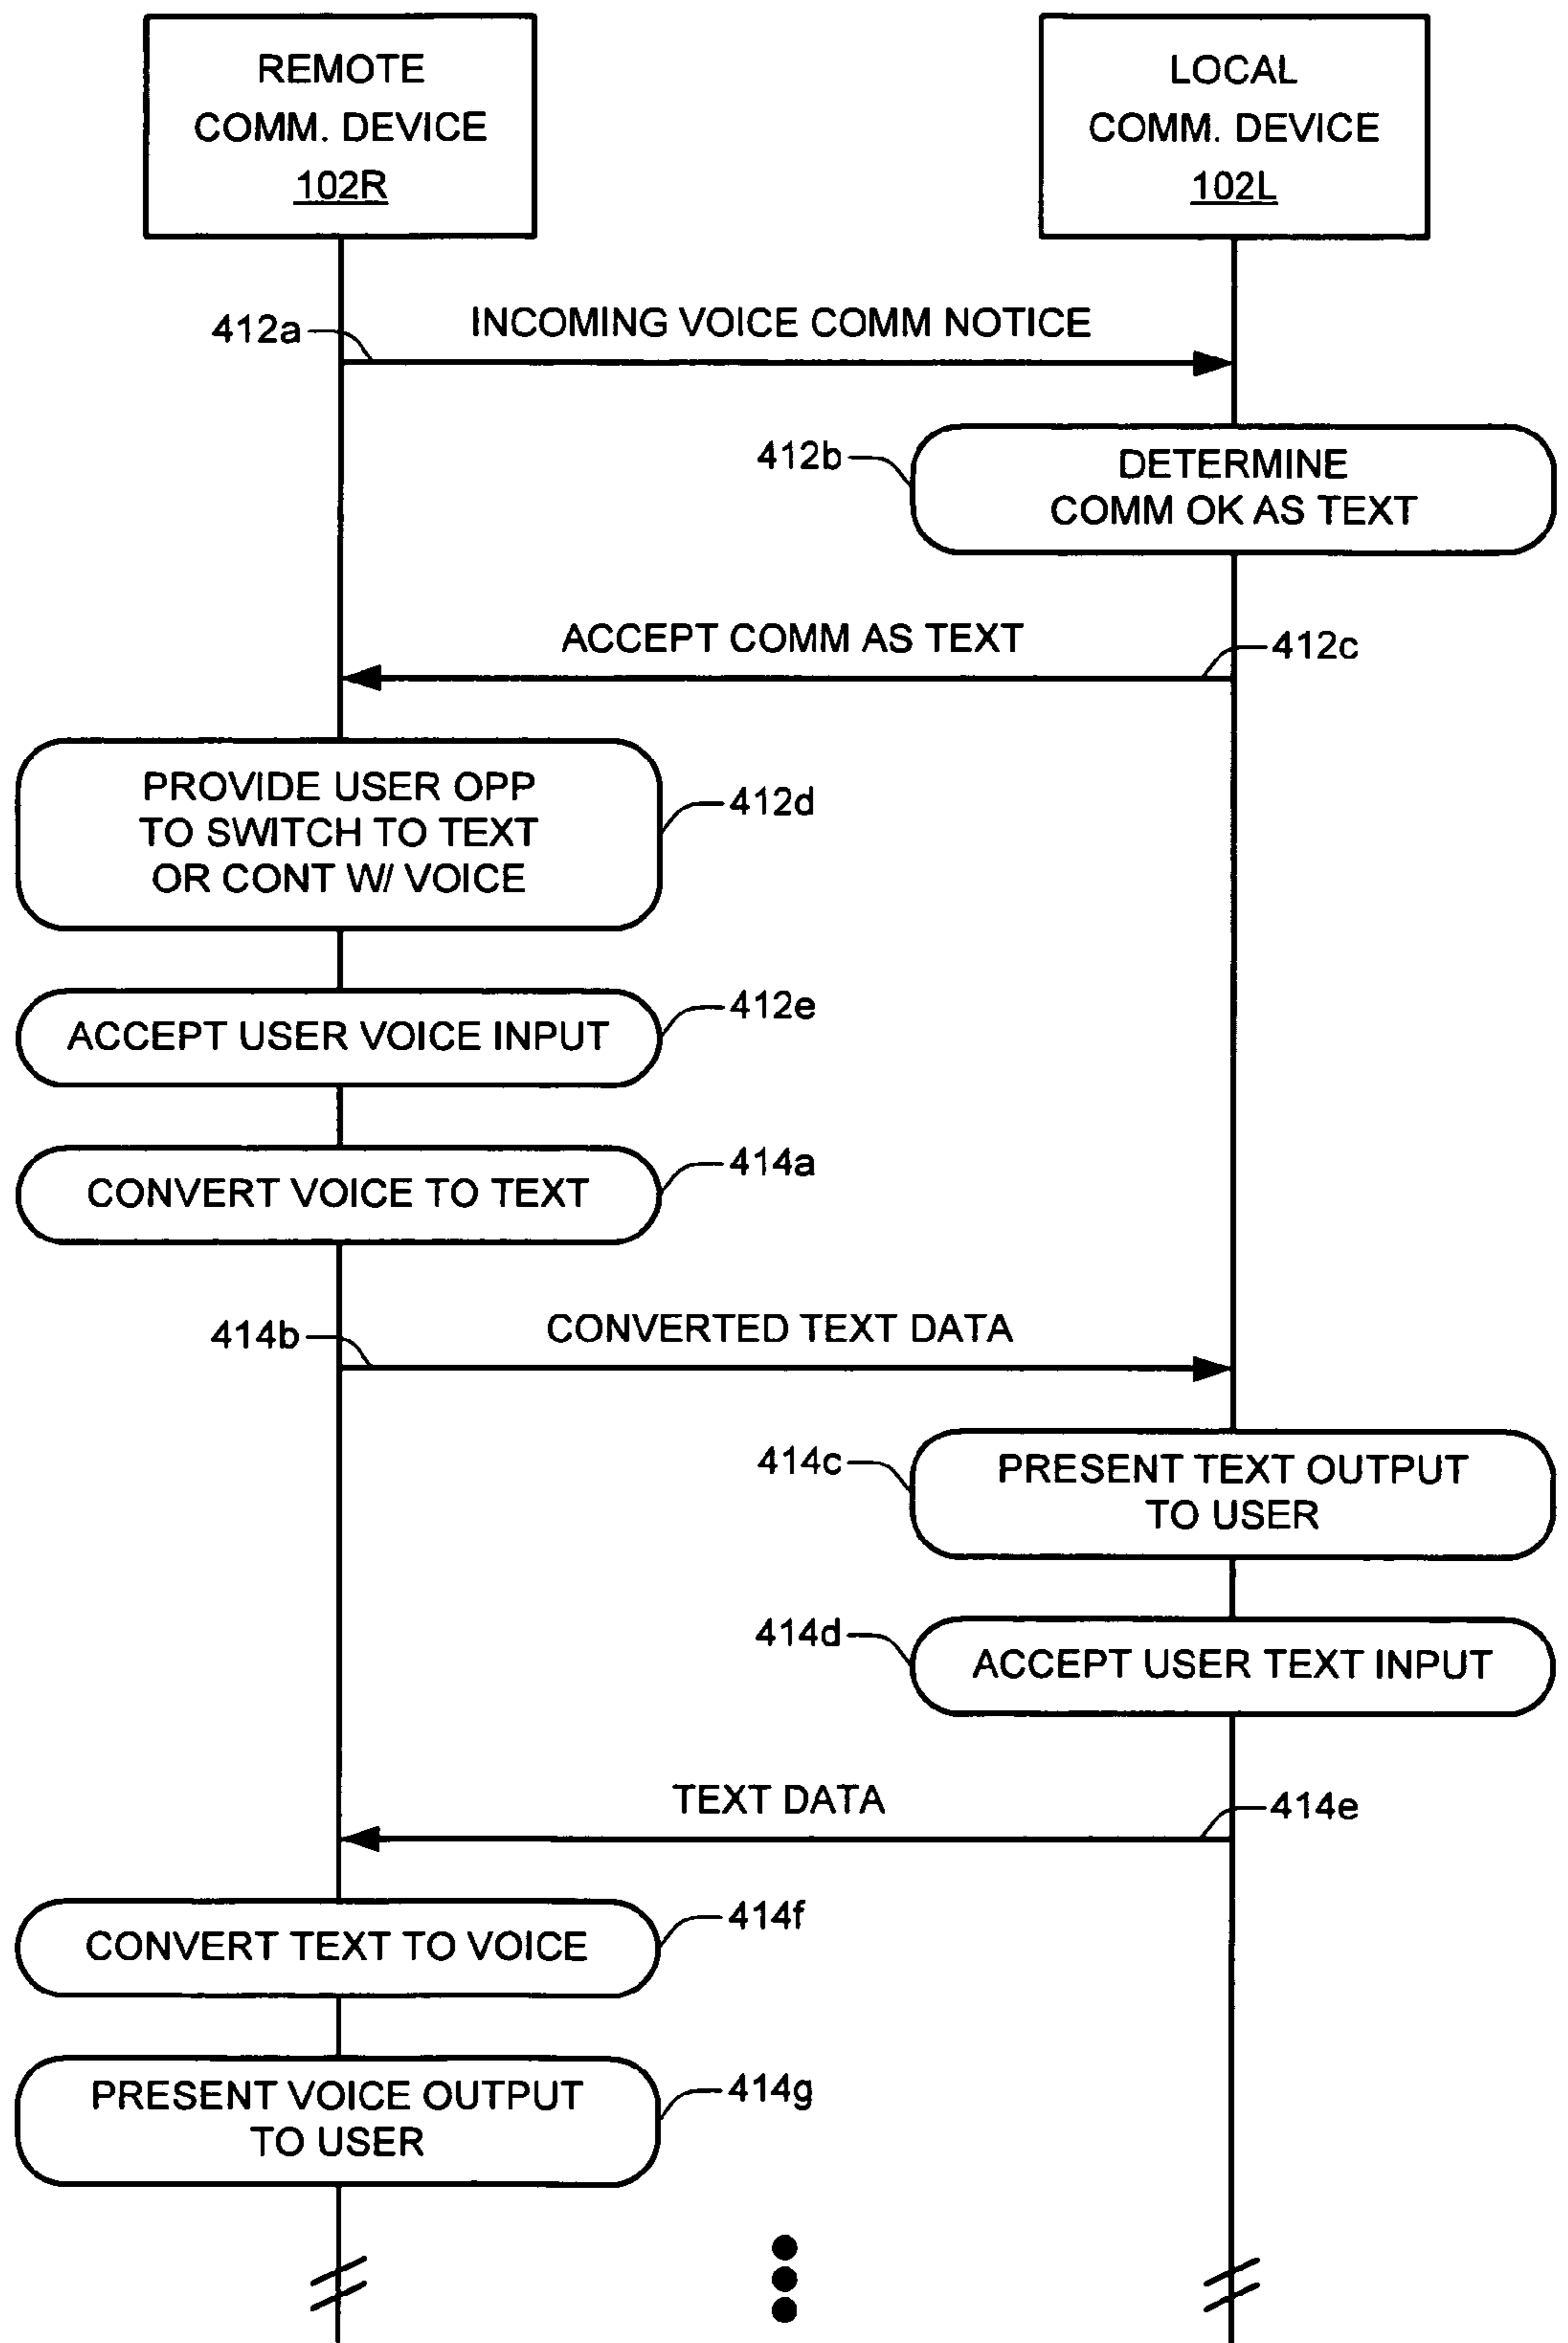 REMOTE
COMM. DEVICE
102R
LOCAL
COMM. DEVICE
102L
412a
INCOMING VOICE COMM NOTICE
412b
DETERMINE
COMM OK AS TEXT
ACCEPT COMM AS TEXT
412c
PROVIDE USER OPP
TO SWITCH TO TEXT
OR CONT W/ VOICE
412d
ACCEPT USER VOICE INPUT
412e
CONVERT VOICE TO TEXT
414a
414b
CONVERTED TEXT DATA
414c
PRESENT TEXT OUTPUT
TO USER
414d
ACCEPT USER TEXT INPUT
TEXT DATA
414e
CONVERT TEXT TO VOICE
414f
PRESENT VOICE OUTPUT
TO USER
414g